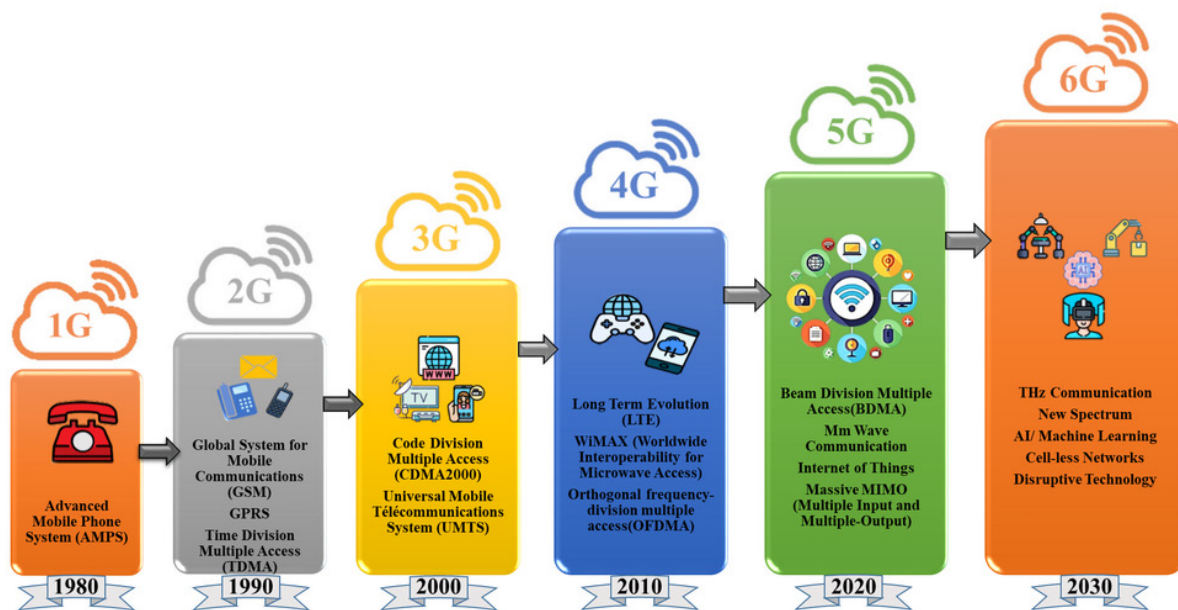 1G
Advanced
Mobile Phone
System (AMPS)
1980
2G
Global System for
Mobile
Communications
(GSM)
GPRS
Time Division
Multiple Access
(TDMA)
1990
3G
WWW
TV
Code Division
Multiple Access
(CDMA2000)
Universal Mobile
Télécommunications
System (UMTS)
2000
4G
Long Term Evolution
(LTE)
WiMAX (Worldwide
Interoperability for
Microwave Access)
Orthogonal frequency-
division multiple
access(OFDMA)
2010
5G
Beam Division Multiple
Access(BDMA)
Mm Wave
Communication
Internet of Things
Massive MIMO
(Multiple Input and
Multiple-Output)
2020
6G
AI
THz Communication
New Spectrum
AI/ Machine Learning
Cell-less Networks
Disruptive Technology
2030